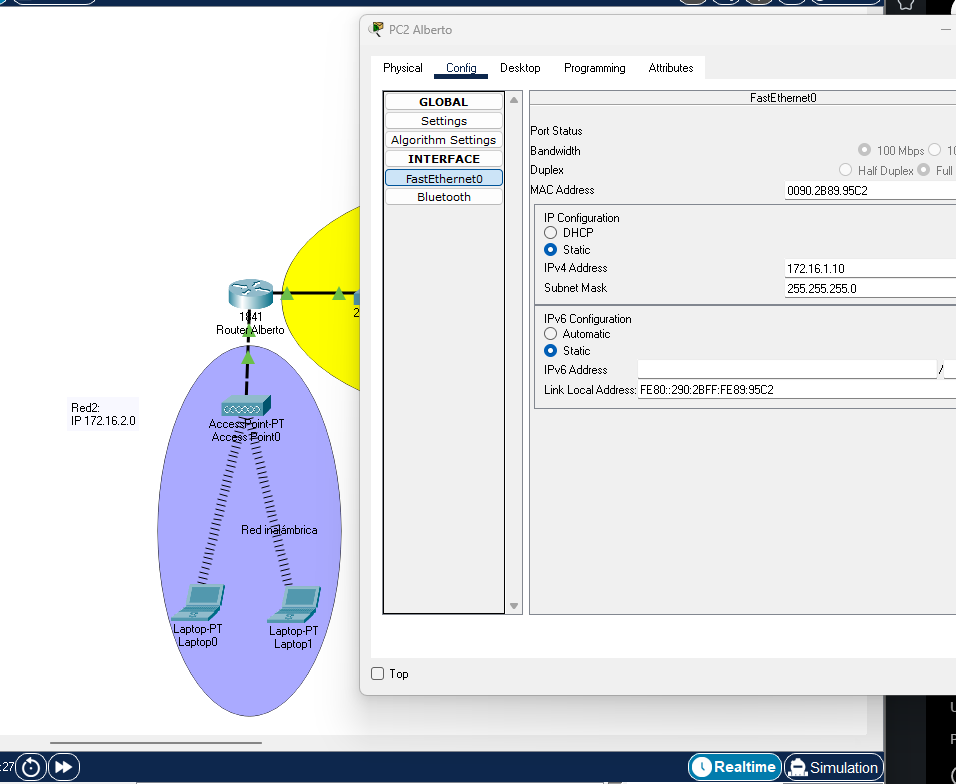 PC2 Alberto
Physical Config Desktop Programming Attributes
GLOBAL
Settings
Algorithm Settings
INTERFACE
FastEthernet0
Bluetooth
FastEthernet0
Port Status
Bandwidth 100 Mbps 10
Duplex Half Duplex Full
MAC Address 0090.2B89.95C2
IP Configuration
DHCP
Static
IPv4 Address 172.16.1.10
Subnet Mask 255.255.255.0
IPv6 Configuration
Automatic
Static
IPv6 Address /
Link Local Address: FE80::290:2BFF:FE89:95C2
Top
1841
Router Alberto
2
Red2:
IP 172.16.2.0
AccessPoint-PT
Access Point0
Red inalámbrica
Laptop-PT
Laptop0
Laptop-PT
Laptop1
:27
Realtime
Simulation